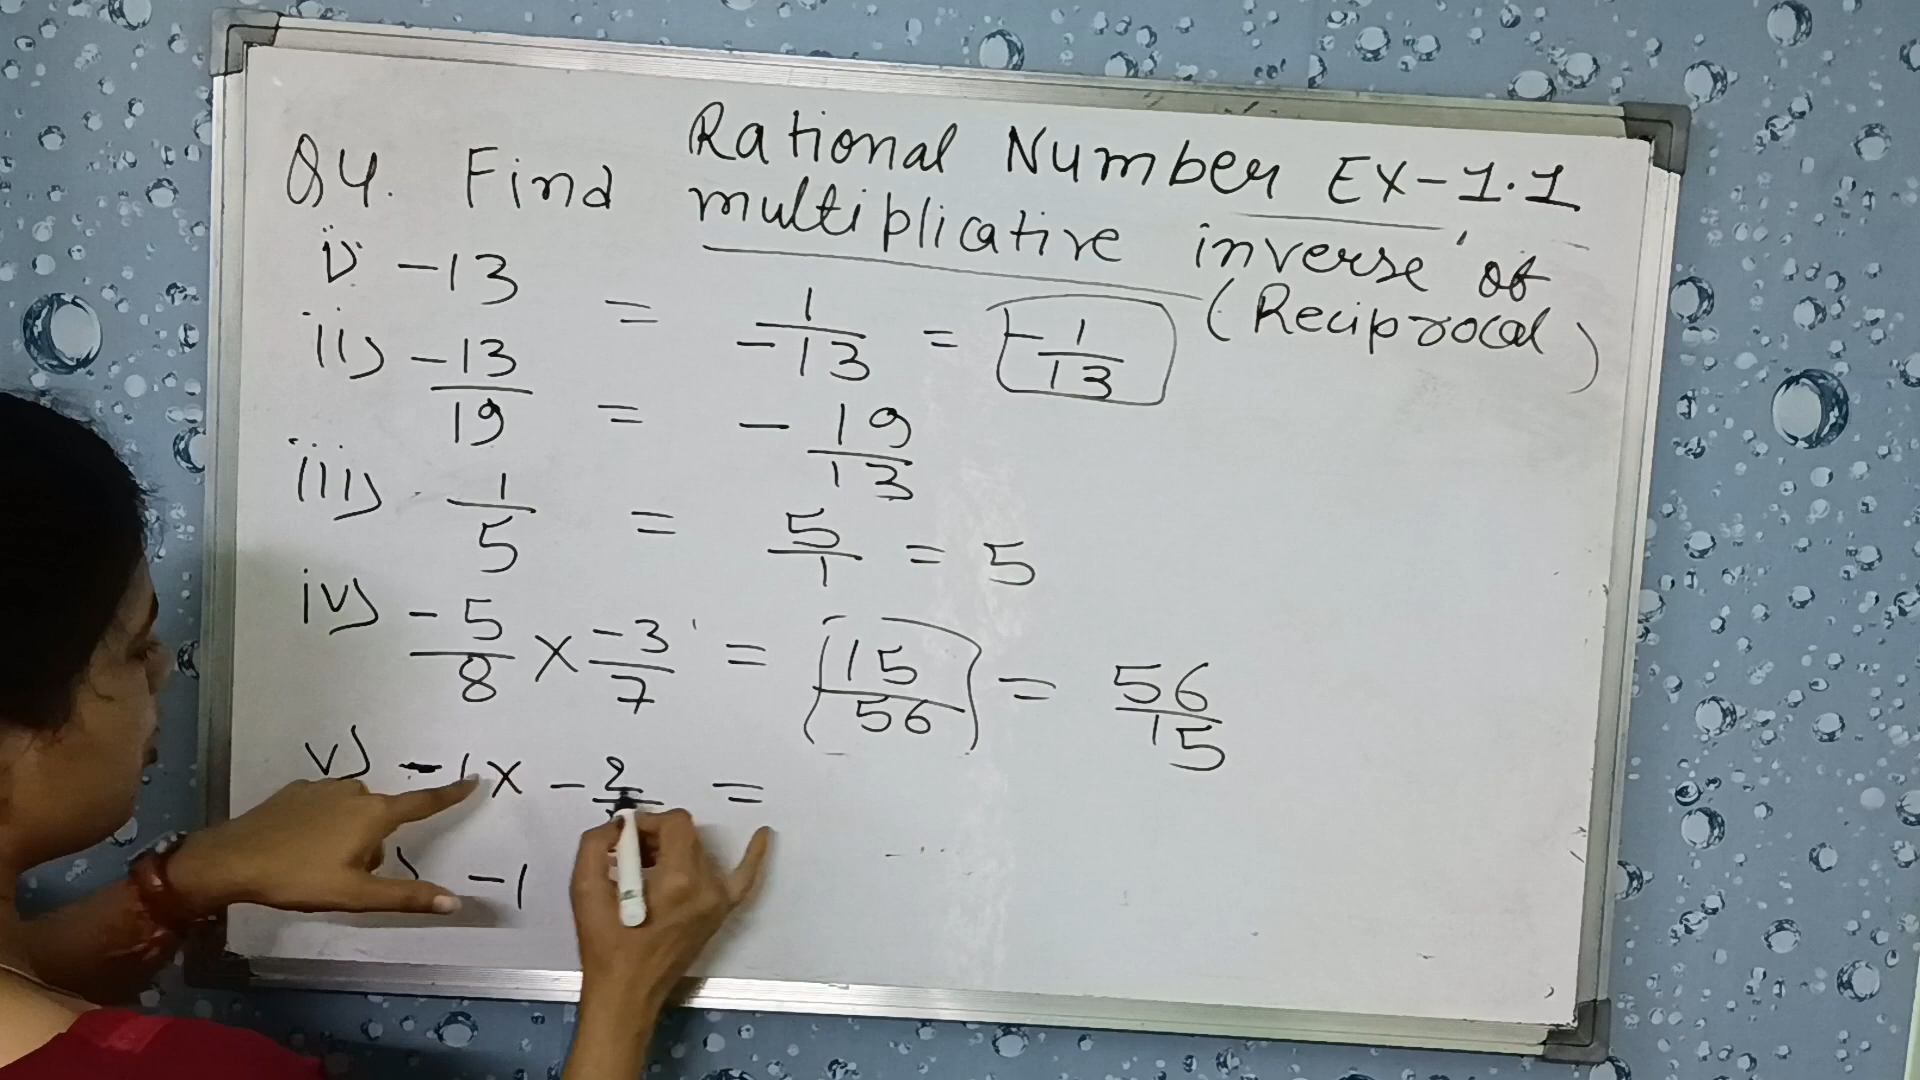 Rational Number EX-1.1
Q4. Find multiplicative inverse of
(Reciprocal)
i) -13 = 1/-13 = -1/13
ii) -13/19 = -19/13
iii) 1/5 = 5/1 = 5
iv) -5/8 × -3/7 = 15/56 = 56/15
v) -1 × -2 =
-1